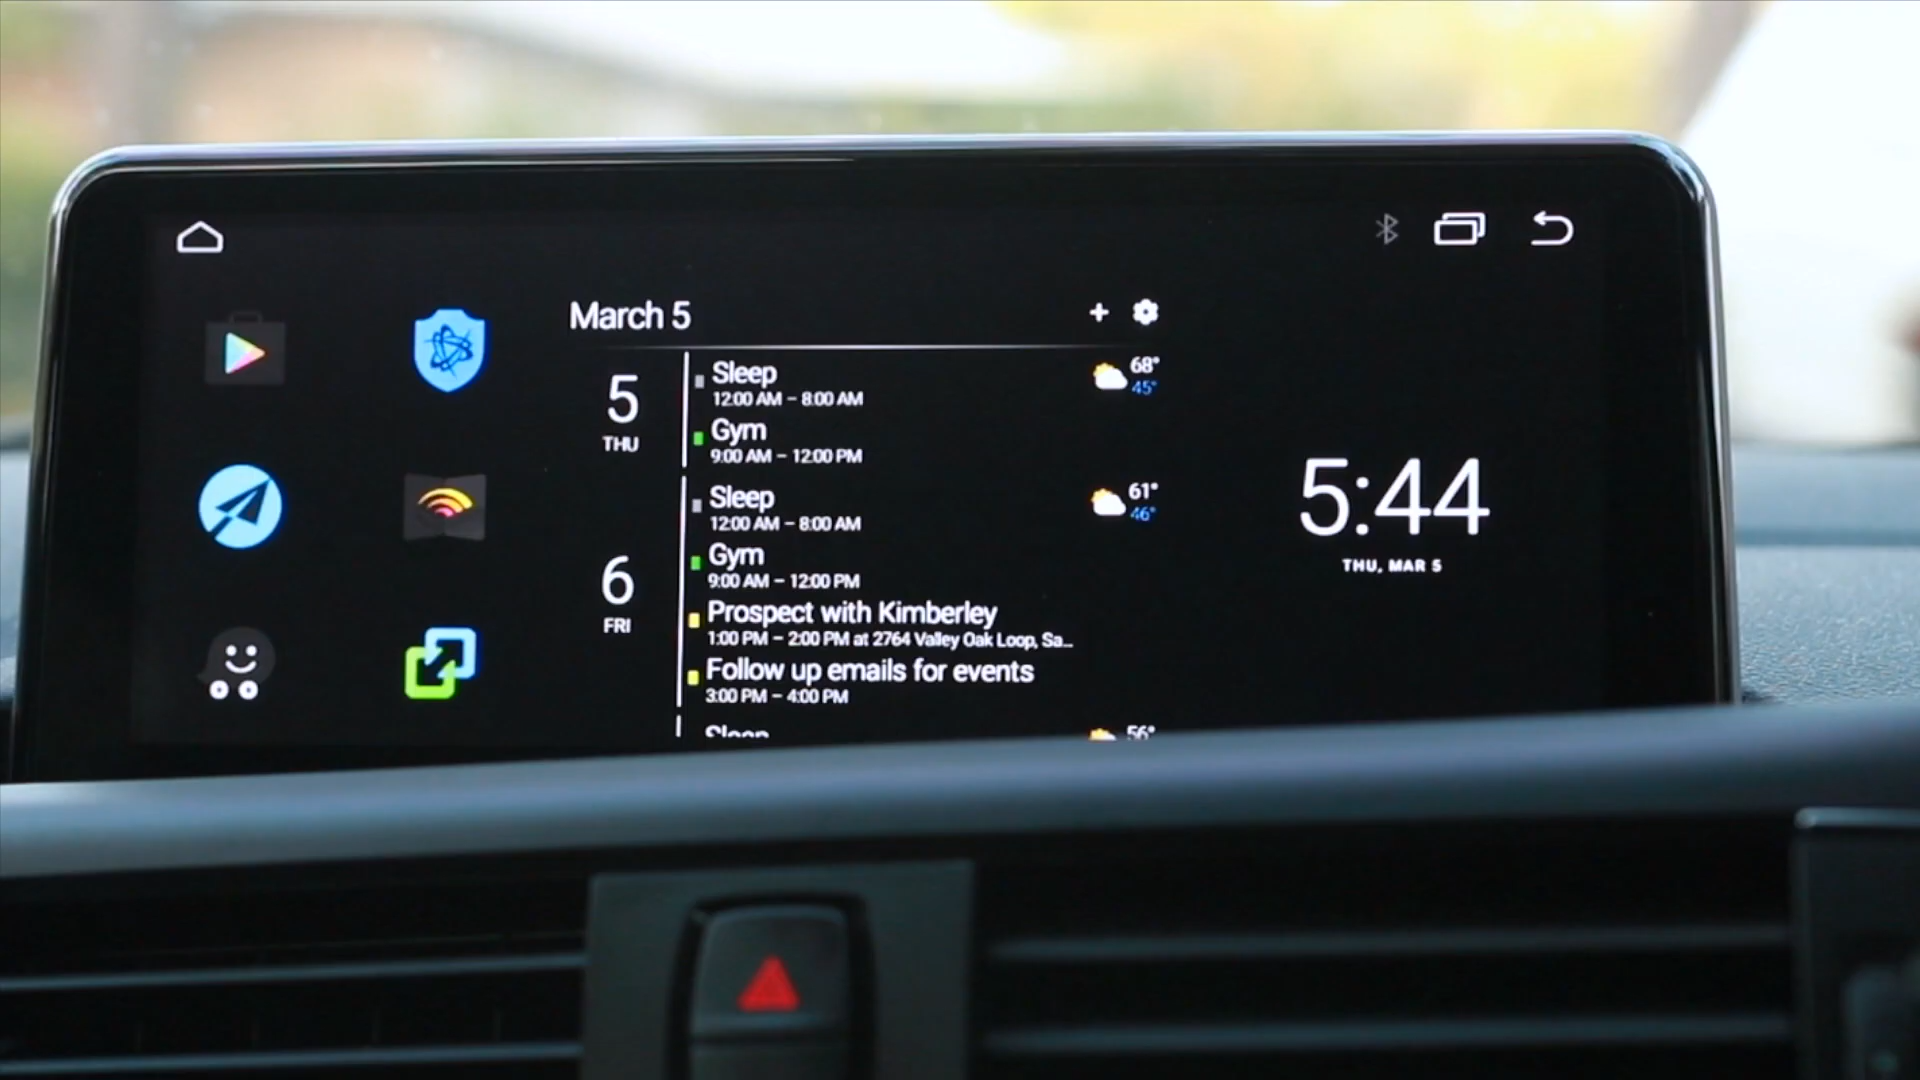 March 5
+
5
THU
Sleep
12:00 AM – 8:00 AM
68°
45°
Gym
9:00 AM – 12:00 PM
6
FRI
Sleep
12:00 AM – 8:00 AM
61°
46°
Gym
9:00 AM – 12:00 PM
Prospect with Kimberley
1:00 PM – 2:00 PM at 2764 Valley Oak Loop, Sa...
Follow up emails for events
3:00 PM – 4:00 PM
Sleep
56°
5:44
THU, MAR 5